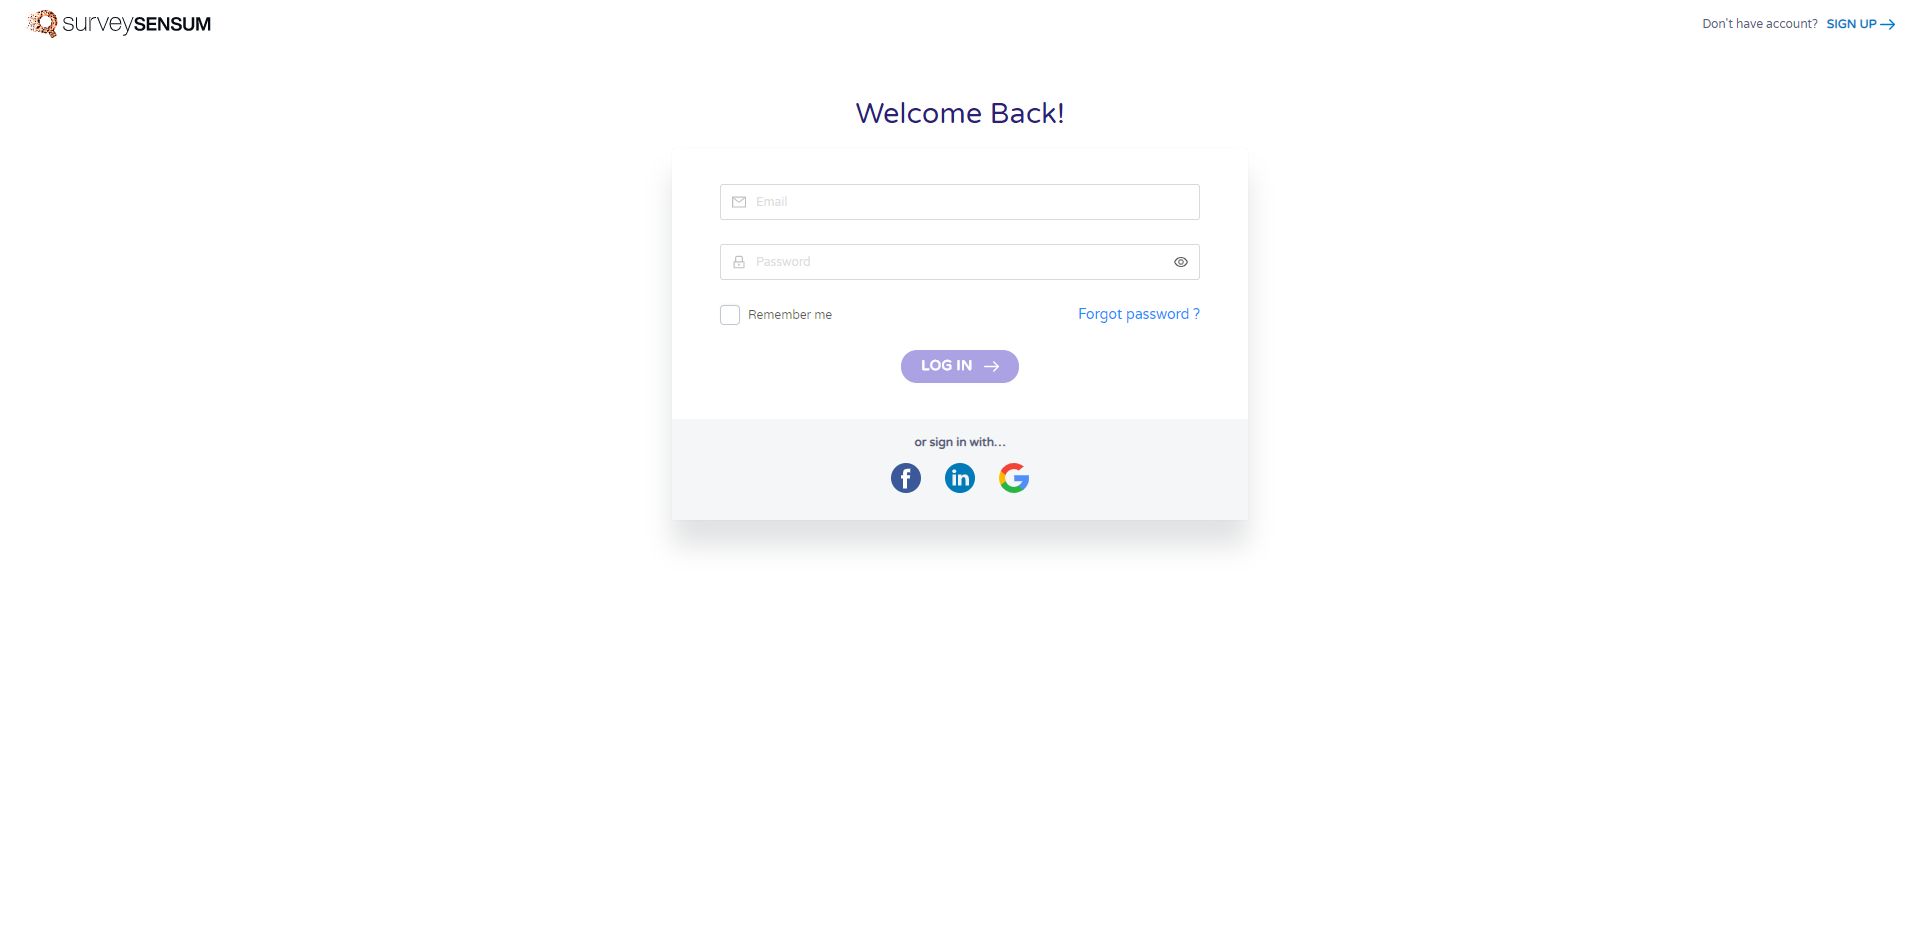 surveySENSUM
Don't have account? SIGN UP
Welcome Back!
Email
Password
Remember me
Forgot password ?
LOG IN
or sign in with...
f
in
G